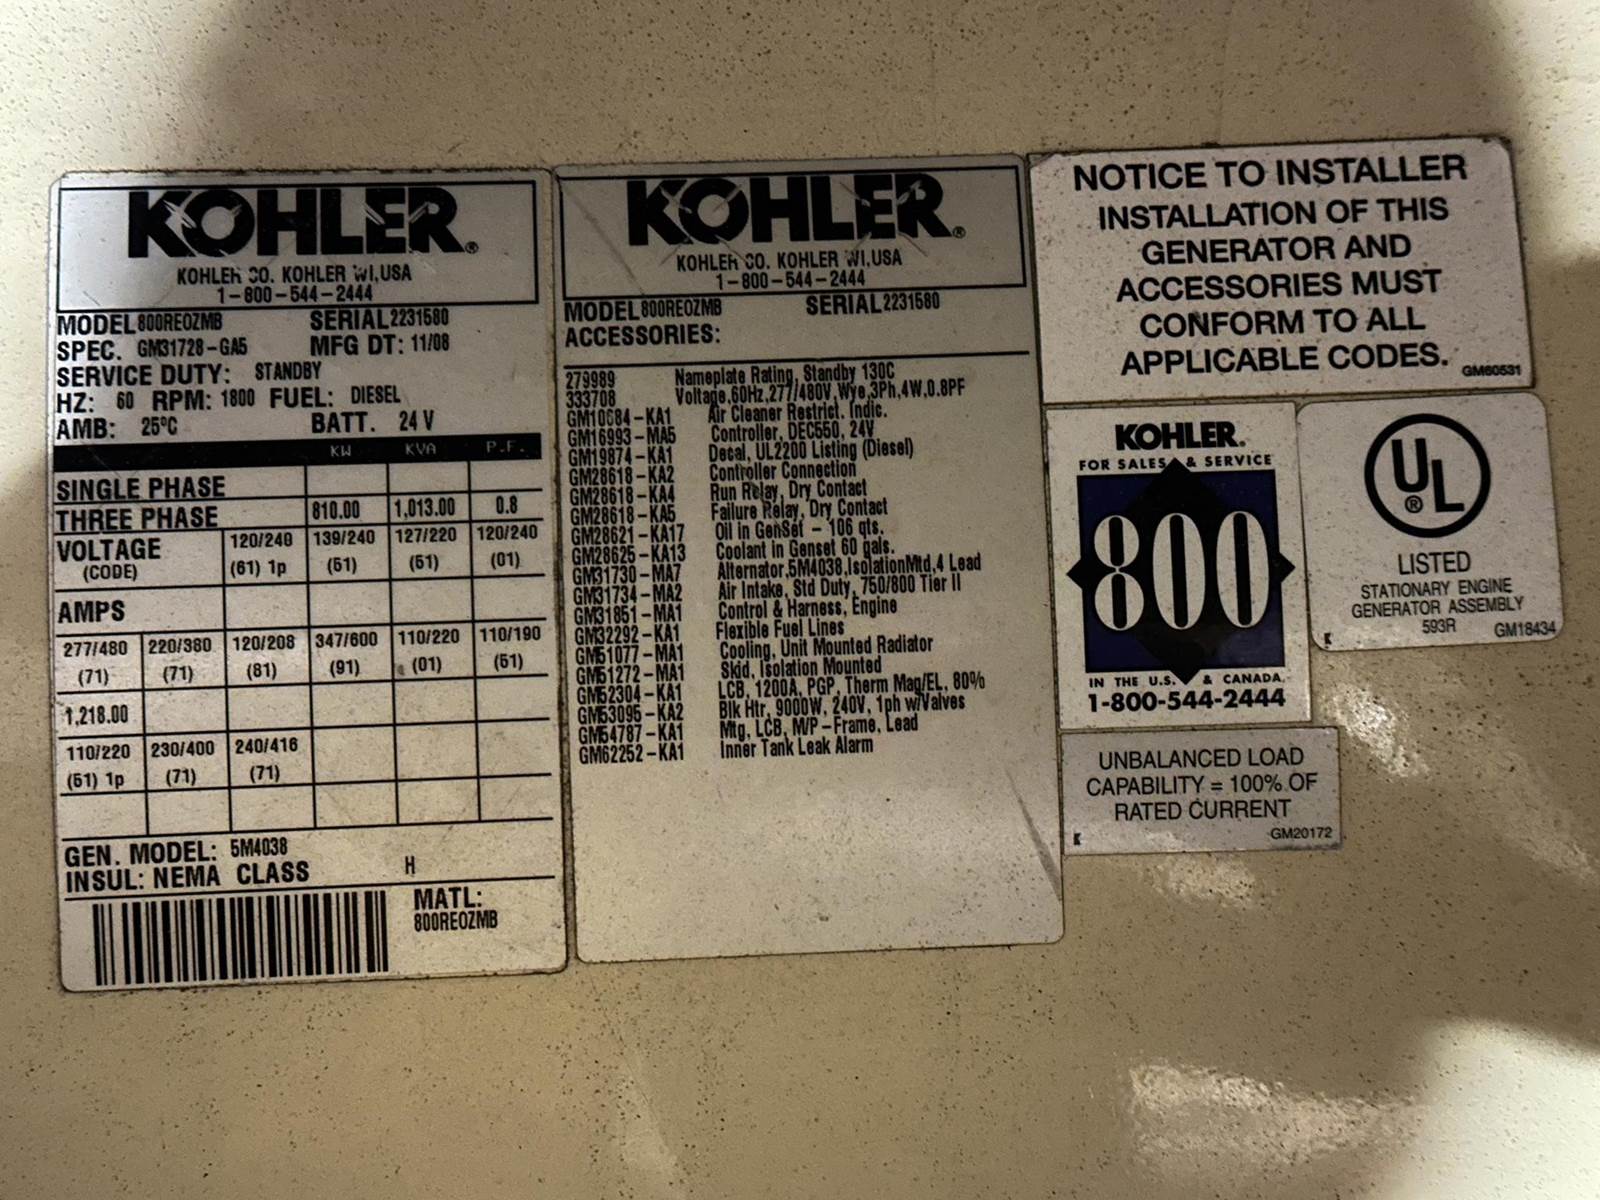 KOHLER®
KOHLER CO. KOHLER WI,USA
1-800-544-2444
MODEL 800REOZMB SERIAL 2231580
SPEC. GM31728-GA5 MFG DT: 11/08
SERVICE DUTY: STANDBY
HZ: 60 RPM: 1800 FUEL: DIESEL
AMB: 25°C BATT. 24 V
KW KVA P.F.
SINGLE PHASE
THREE PHASE 810.00 1,013.00 0.8
VOLTAGE 120/240 139/240 127/220 120/240
(CODE) (61) 1p (51) (61) (01)
AMPS
277/480 220/380 120/208 347/600 110/220 110/190
(71) (71) (81) (91) (01) (51)
1,218.00
110/220 230/400 240/416
(51) 1p (71) (71)
GEN. MODEL: 5M4038
INSUL: NEMA CLASS H
MATL:
800REOZMB
KOHLER®
KOHLER CO. KOHLER WI,USA
1-800-544-2444
MODEL 800REOZMB SERIAL 2231580
ACCESSORIES:
279989 Nameplate Rating, Standby 130C
333708 Voltage,60Hz,277/480V,Wye,3Ph,4W,0.8PF
GM10684-KA1 Air Cleaner Restrict. Indic.
GM16993-MA5 Controller, DEC550, 24V
GM19874-KA1 Decal, UL2200 Listing (Diesel)
GM28618-KA2 Controller Connection
GM28618-KA4 Run Relay, Dry Contact
GM28618-KA5 Failure Relay, Dry Contact
GM28621-KA17 Oil in GenSet - 106 qts.
GM28625-KA13 Coolant in Genset 60 gals.
GM31730-MA7 Alternator,5M4038,IsolationMtd,4 Lead
GM31734-MA2 Air Intake, Std Duty, 750/800 Tier II
GM31851-MA1 Control & Harness, Engine
GM32292-KA1 Flexible Fuel Lines
GM51077-MA1 Cooling, Unit Mounted Radiator
GM51272-MA1 Skid, Isolation Mounted
GM52304-KA1 LCB, 1200A, PGP, Therm Mag/EL, 80%
GM53095-KA2 Blk Htr, 9000W, 240V, 1ph w/Valves
GM54787-KA1 Mtg, LCB, M/P-Frame, Lead
GM62252-KA1 Inner Tank Leak Alarm
NOTICE TO INSTALLER
INSTALLATION OF THIS
GENERATOR AND
ACCESSORIES MUST
CONFORM TO ALL
APPLICABLE CODES.
GM60531
KOHLER®
FOR SALES & SERVICE
800
IN THE U.S. & CANADA.
1-800-544-2444
UL®
LISTED
STATIONARY ENGINE
GENERATOR ASSEMBLY
593R
GM18434
UNBALANCED LOAD
CAPABILITY = 100% OF
RATED CURRENT
GM20172